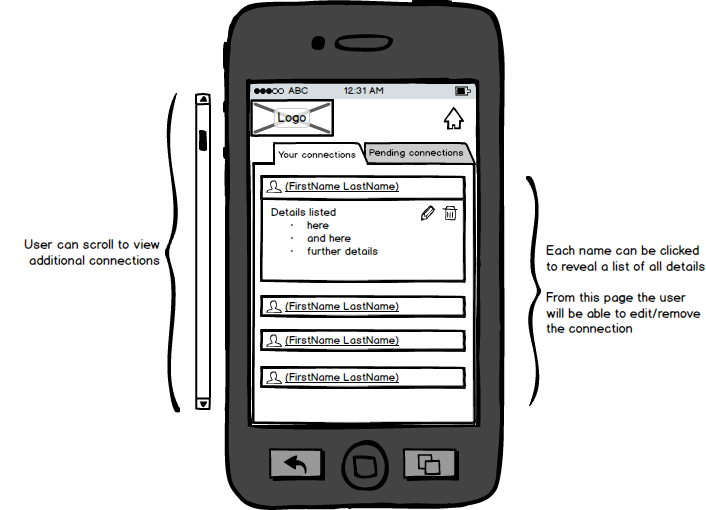 ABC 12:31 AM
Logo
Your connections Pending connections
(FirstName LastName)
Details listed
· here
· and here
· further details
(FirstName LastName)
(FirstName LastName)
(FirstName LastName)
User can scroll to view
additional connections
Each name can be clicked
to reveal a list of all details
From this page the user
will be able to edit/remove
the connection